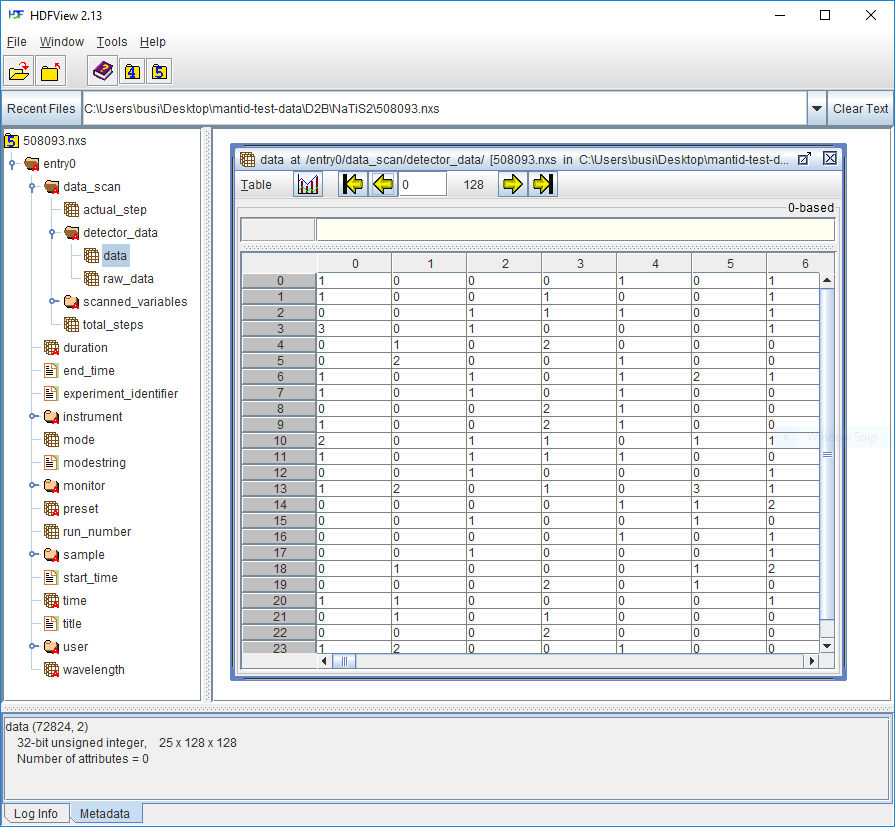 HDFView 2.13
File Window Tools Help
4 5
Recent Files C:\Users\busi\Desktop\mantid-test-data\D2B\NaTiS2\508093.nxs Clear Text
5 508093.nxs
entry0
data_scan
actual_step
detector_data
data
raw_data
scanned_variables
total_steps
duration
end_time
experiment_identifier
instrument
mode
modestring
monitor
preset
run_number
sample
start_time
time
title
user
wavelength
data at /entry0/data_scan/detector_data/ [508093.nxs in C:\Users\busi\Desktop\mantid-test-d...
Table 0 128
0-based
0 1 2 3 4 5 6
0 1 0 0 0 1 0 1
1 1 0 0 1 0 0 1
2 0 0 1 1 1 0 1
3 3 0 1 0 0 0 1
4 0 1 0 2 0 0 0
5 0 2 0 0 1 0 0
6 1 0 1 0 1 2 1
7 1 0 1 0 1 0 0
8 0 0 0 2 1 0 0
9 1 0 0 2 1 0 0
10 2 0 1 1 0 1 1
11 1 0 1 1 1 0 0
12 0 0 1 0 0 0 1
13 1 2 0 1 0 3 1
14 0 0 0 0 1 1 2
15 0 0 1 0 0 1 0
16 0 0 0 0 1 0 1
17 0 0 1 0 0 0 1
18 0 1 0 0 0 1 2
19 0 0 0 2 0 1 0
20 1 1 0 0 0 0 1
21 0 1 0 1 0 0 0
22 0 0 0 2 0 0 0
23 1 2 0 0 1 0 0
Window Snip
data (72824, 2)
32-bit unsigned integer, 25 x 128 x 128
Number of attributes = 0
Log Info Metadata